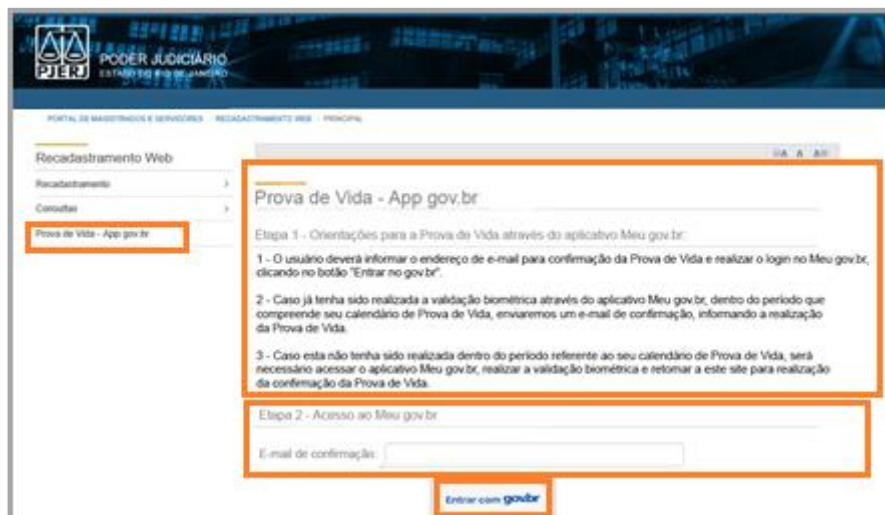 PODER JUDICIÁRIO
ESTADO DO RIO DE JANEIRO
PJERJ
PORTAL DE MAGISTRADOS E SERVIDORES RECADASTRAMENTO WEB PRINCIPAL
Recadastramento Web
Recadastramento
Consultas
Prova de Vida - App gov.br
A
Prova de Vida - App gov.br
Etapa 1 - Orientações para a Prova de Vida através do aplicativo Meu gov.br:
1 - O usuário deverá informar o endereço de e-mail para confirmação da Prova de Vida e realizar o login no Meu gov.br,
clicando no botão "Entrar no gov.br".
2 - Caso já tenha sido realizada a validação biométrica através do aplicativo Meu gov.br, dentro do período que
compreende seu calendário de Prova de Vida, enviaremos um e-mail de confirmação, informando a realização
da Prova de Vida.
3 - Caso esta não tenha sido realizada dentro do período referente ao seu calendário de Prova de Vida, será
necessário acessar o aplicativo Meu gov.br, realizar a validação biométrica e retornar a este site para realização
da confirmação da Prova de Vida.
Etapa 2 - Acesso ao Meu gov.br
E-mail de confirmação:
Entrar com gov.br